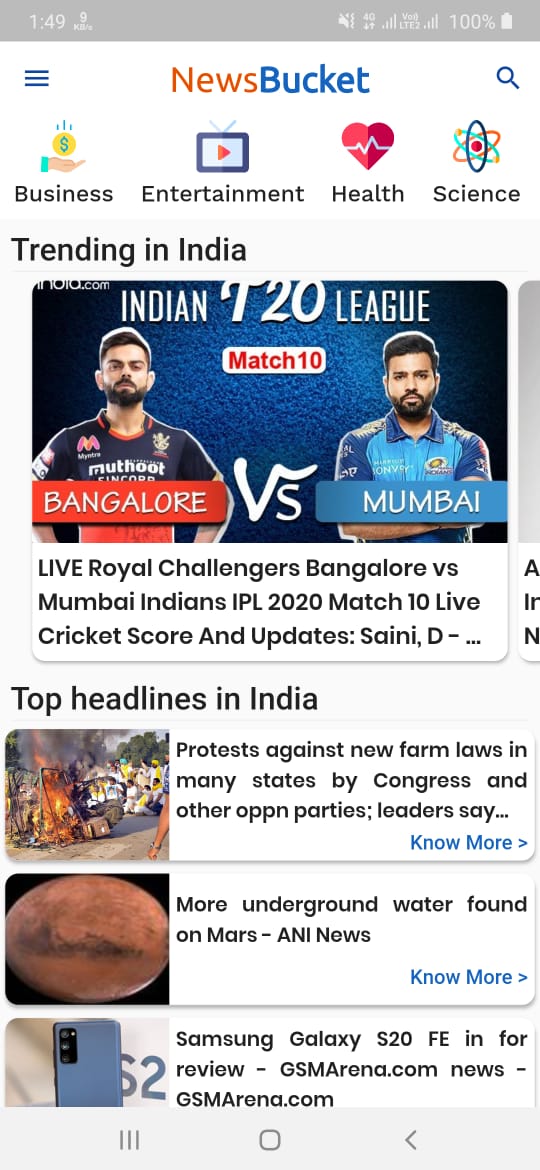 1:49 9 KB/s 4G Vo) LTE2 100%
NewsBucket
Business Entertainment Health Science
Trending in India
India.com
INDIAN T20 LEAGUE
Match10
Myntra
muthoot
FINCORP
BANGALORE VS MUMBAI
LIVE Royal Challengers Bangalore vs
Mumbai Indians IPL 2020 Match 10 Live
Cricket Score And Updates: Saini, D - ...
A
In
N
Top headlines in India
Protests against new farm laws in
many states by Congress and
other oppn parties; leaders say...
Know More >
More underground water found
on Mars - ANI News
Know More >
S2
Samsung Galaxy S20 FE in for
review - GSMArena.com news -
GSMArena.com